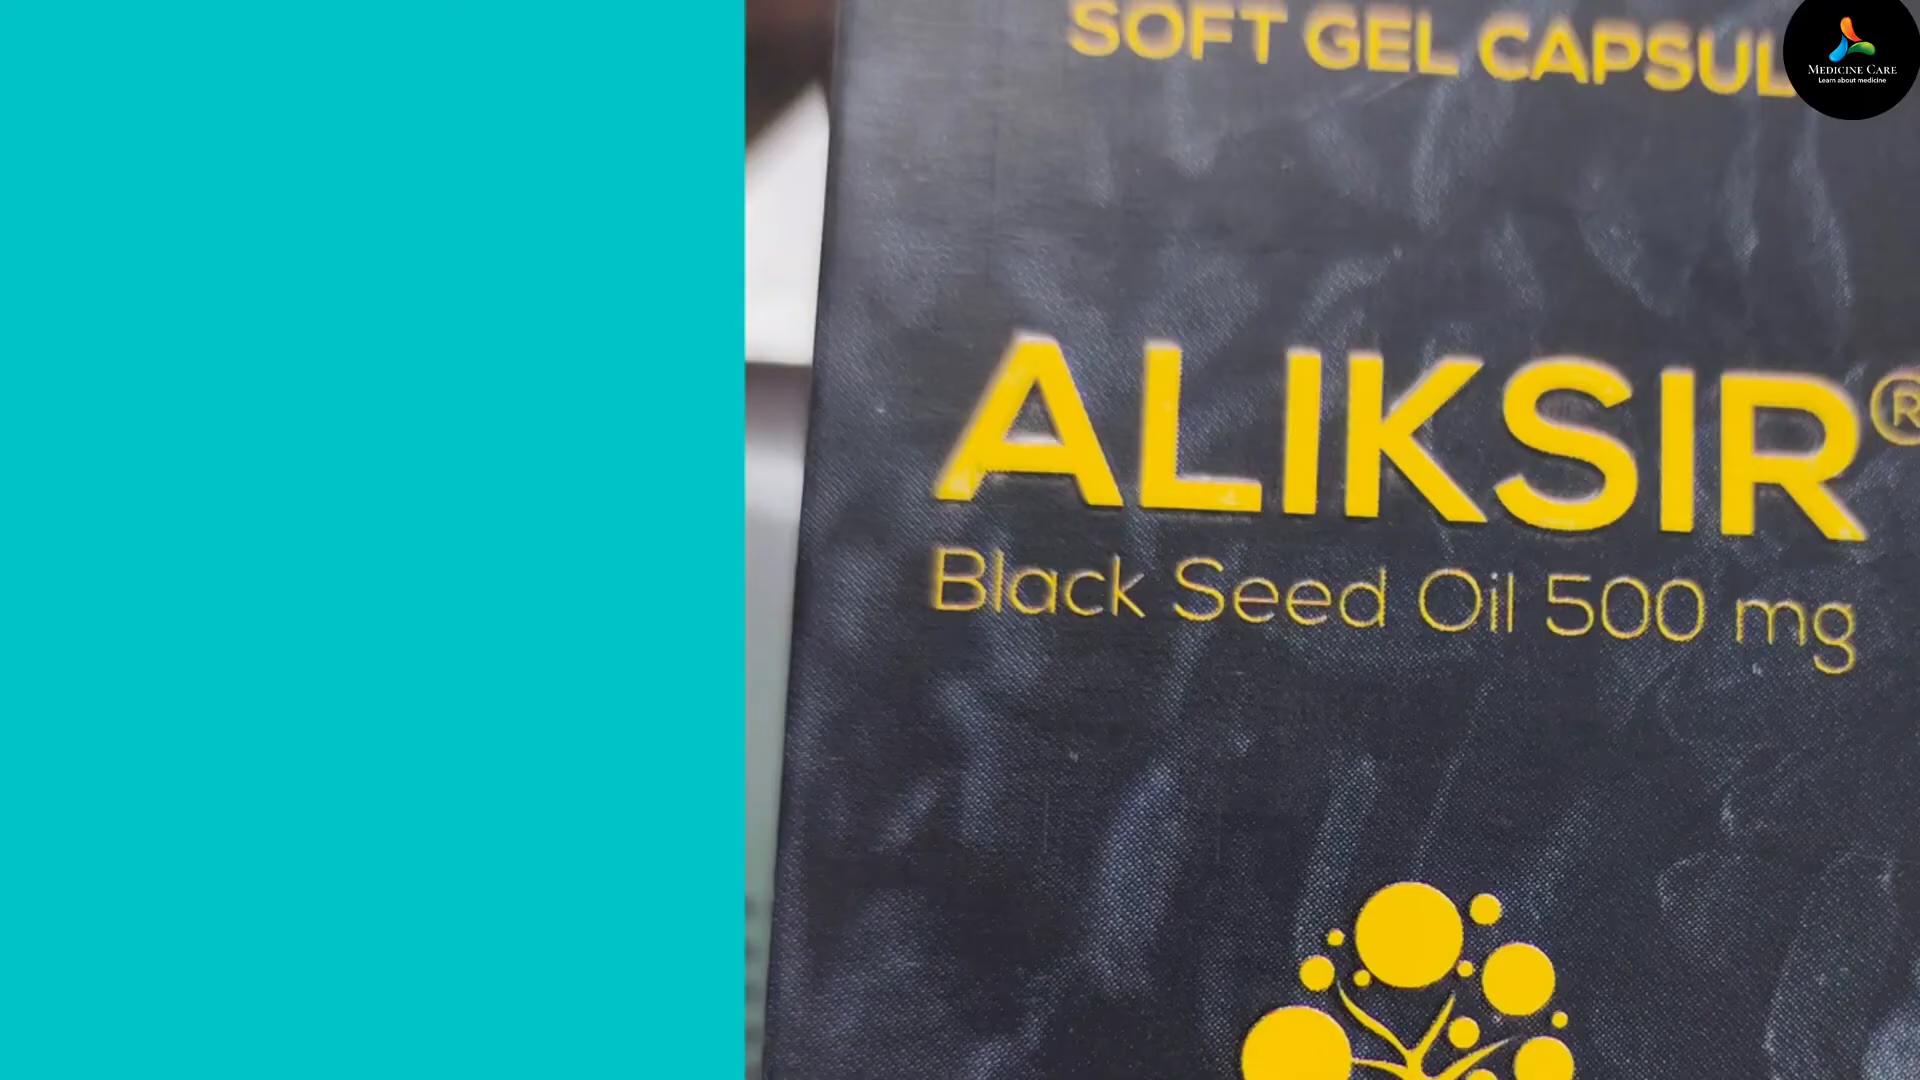 SOFT GEL CAPSUL
MEDICINE CARE
Learn about medicine
ALIKSIR®
Black Seed Oil 500 mg